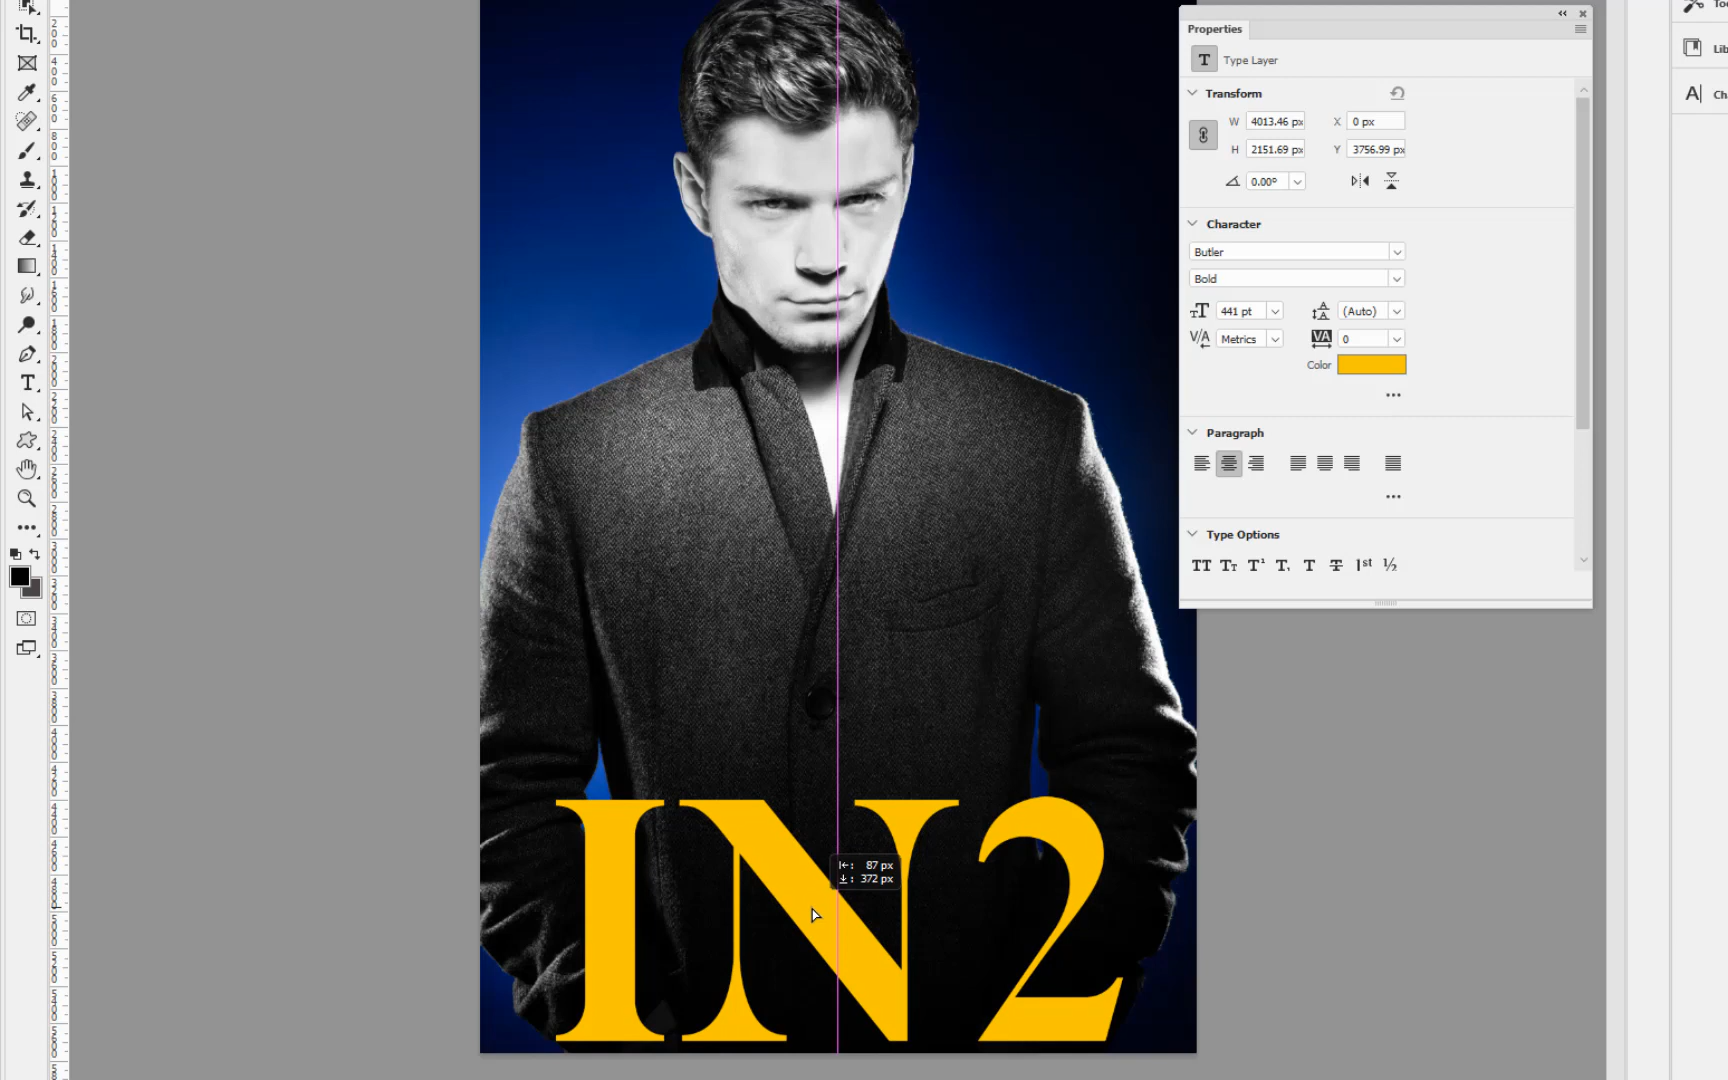 Properties
T Type Layer
Transform
W 4013.46 px X 0 px
H 2151.69 px Y 3756.99 px
0.00º
Character
Butler
Bold
441 pt (Auto)
Metrics 0
Color
Paragraph
Type Options
TT Tт T¹ T, T T 1st ½
IN2
87 px
372 px